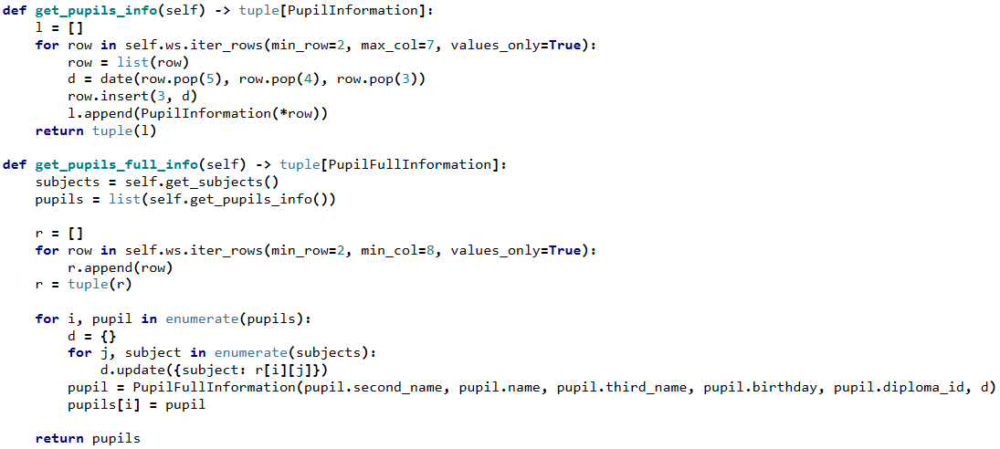 def get_pupils_info(self) -> tuple[PupilInformation]:
    l = []
    for row in self.ws.iter_rows(min_row=2, max_col=7, values_only=True):
        row = list(row)
        d = date(row.pop(5), row.pop(4), row.pop(3))
        row.insert(3, d)
        l.append(PupilInformation(*row))
    return tuple(l)

def get_pupils_full_info(self) -> tuple[PupilFullInformation]:
    subjects = self.get_subjects()
    pupils = list(self.get_pupils_info())

    r = []
    for row in self.ws.iter_rows(min_row=2, min_col=8, values_only=True):
        r.append(row)
    r = tuple(r)

    for i, pupil in enumerate(pupils):
        d = {}
        for j, subject in enumerate(subjects):
            d.update({subject: r[i][j]})
        pupil = PupilFullInformation(pupil.second_name, pupil.name, pupil.third_name, pupil.birthday, pupil.diploma_id, d)
        pupils[i] = pupil

    return pupils